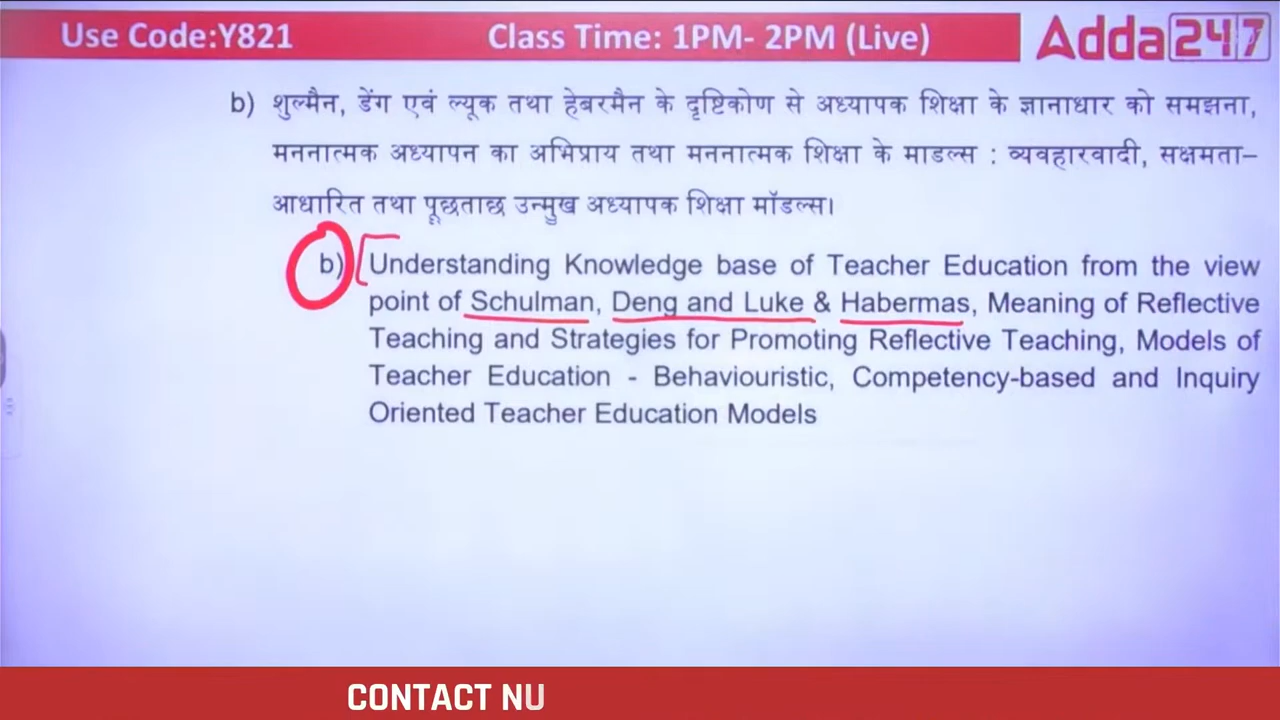 Use Code:Y821 Class Time: 1PM- 2PM (Live) Adda247
b) शुल्मैन, डेंग एवं ल्यूक तथा हेबरमैन के दृष्टिकोण से अध्यापक शिक्षा के ज्ञानाधार को समझना,
मननात्मक अध्यापन का अभिप्राय तथा मननात्मक शिक्षा के माडल्स : व्यवहारवादी, सक्षमता–
आधारित तथा पूछताछ उन्मुख अध्यापक शिक्षा मॉडल्स।
b) Understanding Knowledge base of Teacher Education from the view
point of Schulman, Deng and Luke & Habermas, Meaning of Reflective
Teaching and Strategies for Promoting Reflective Teaching, Models of
Teacher Education - Behaviouristic, Competency-based and Inquiry
Oriented Teacher Education Models
CONTACT NU